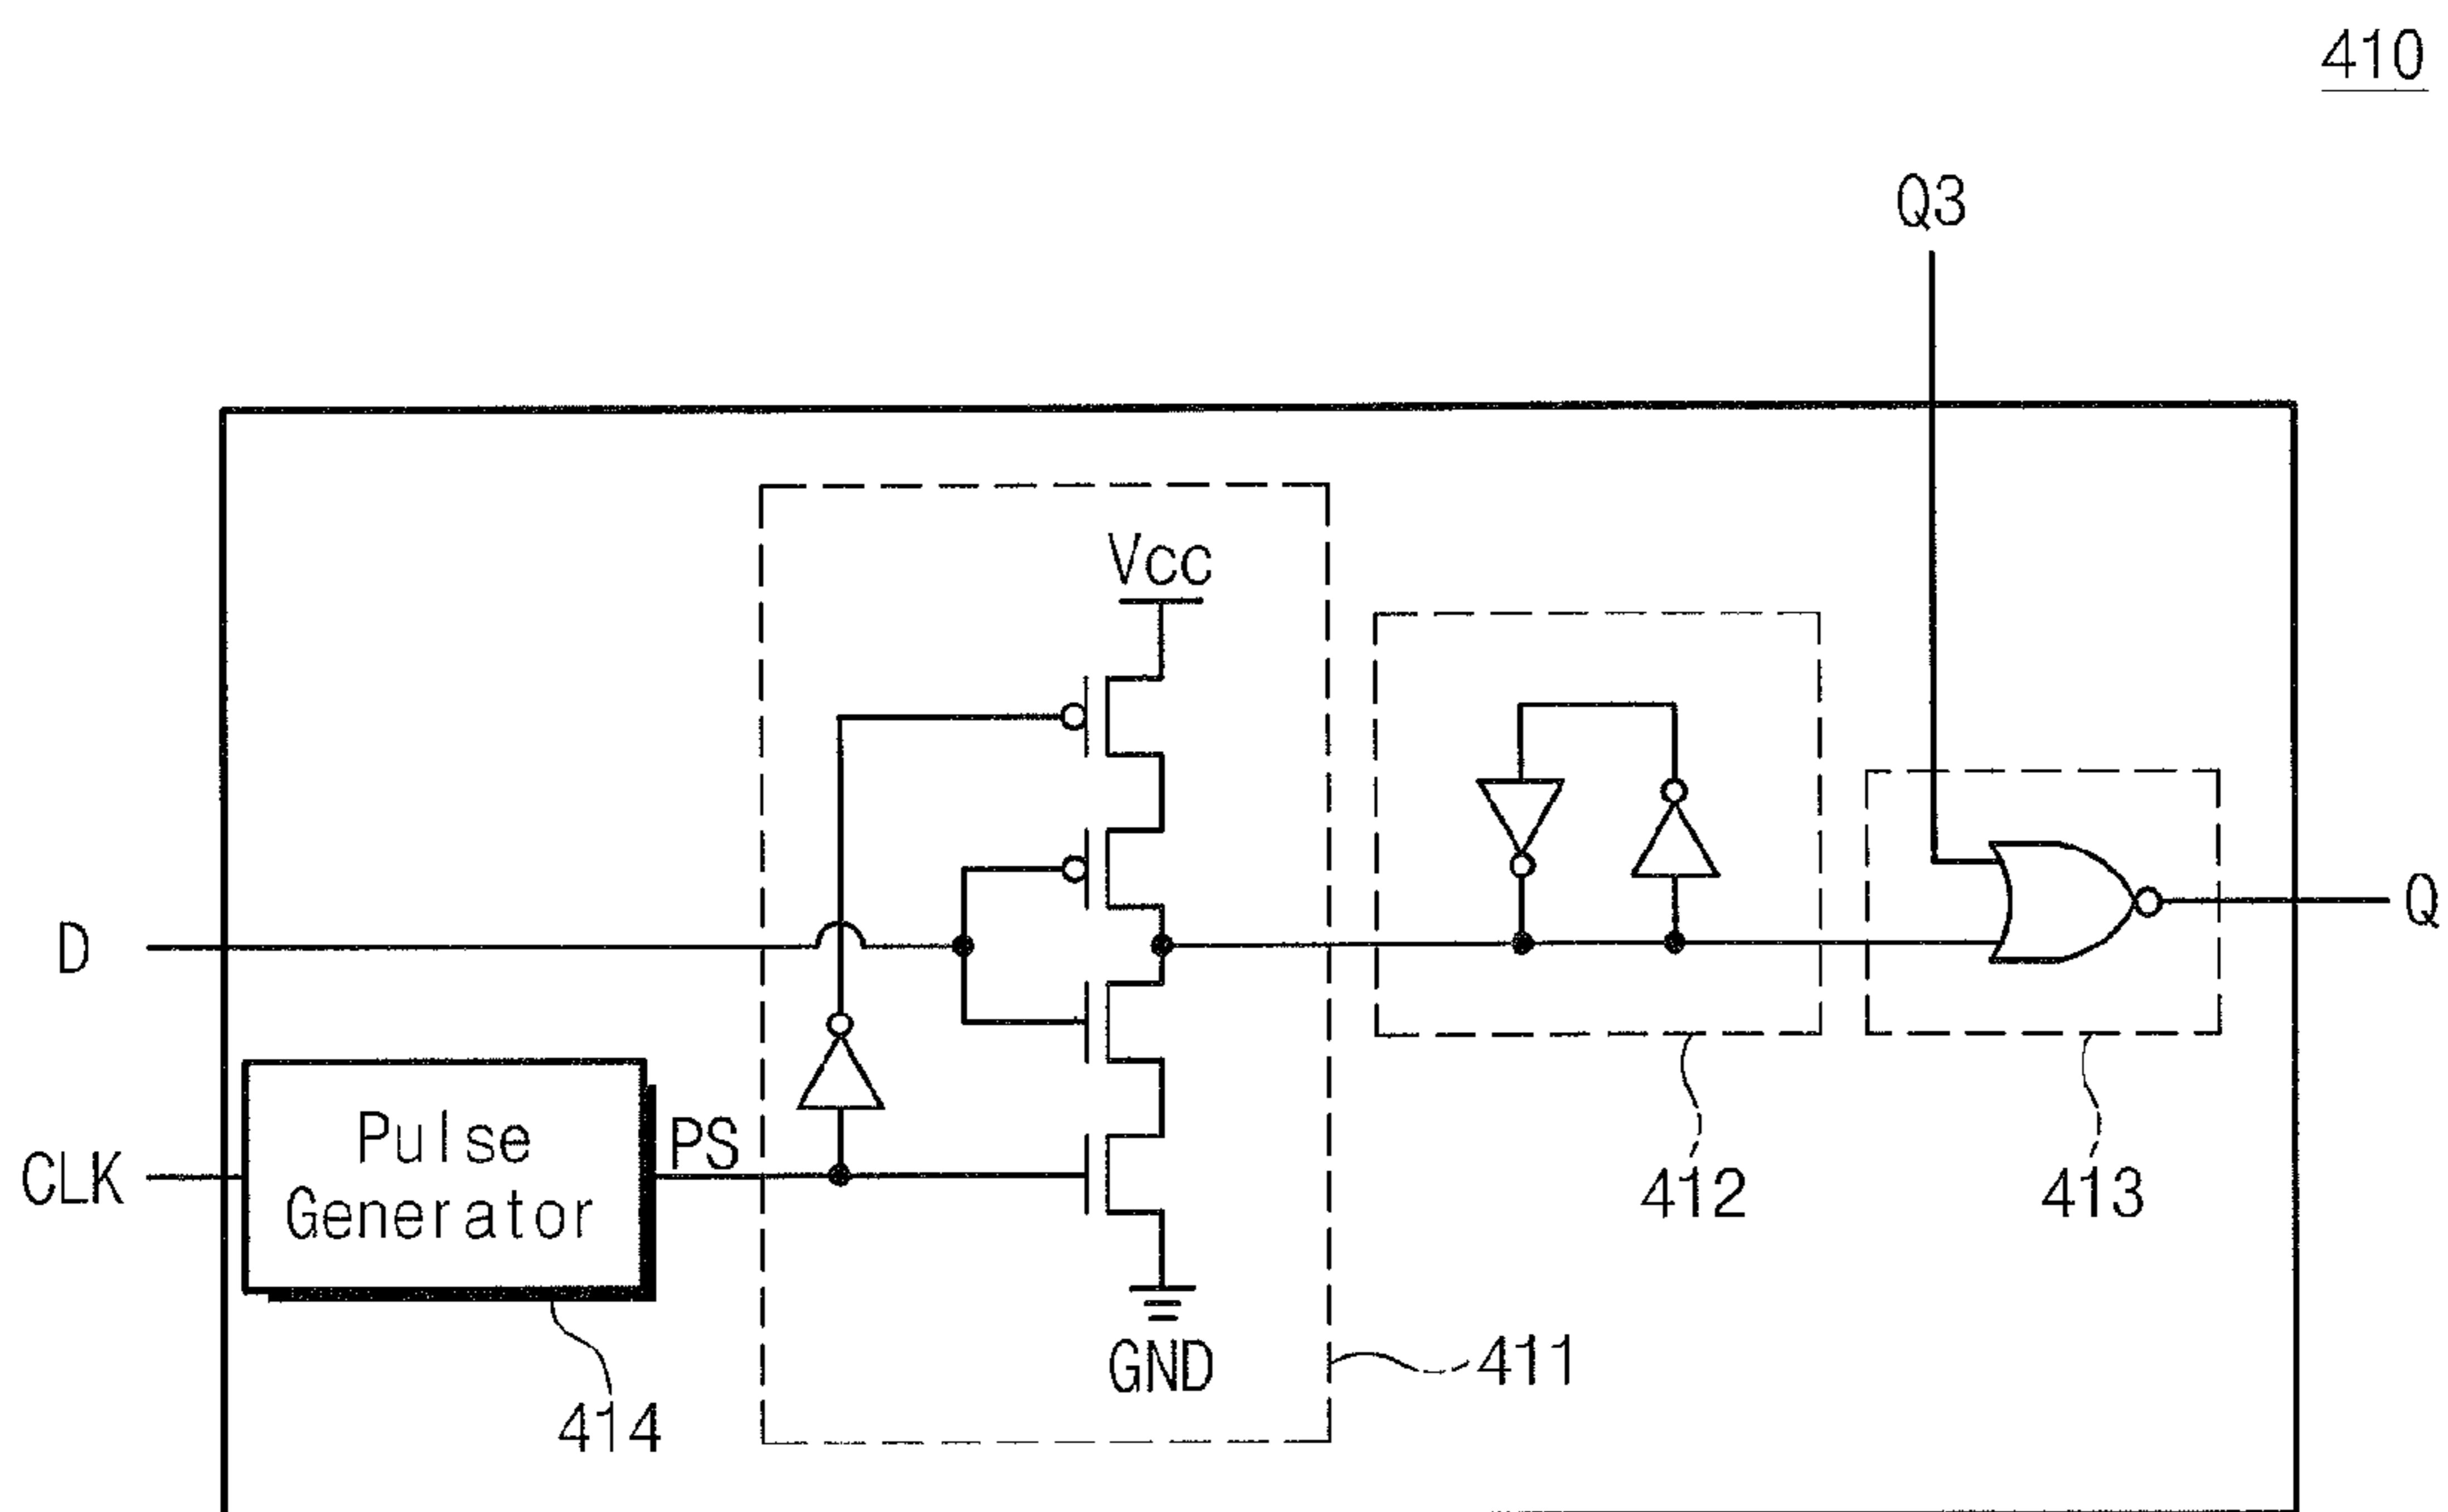 410
Q3
Vcc
D
Q
CLK
Pulse
Generator
PS
412
413
GND
411
414